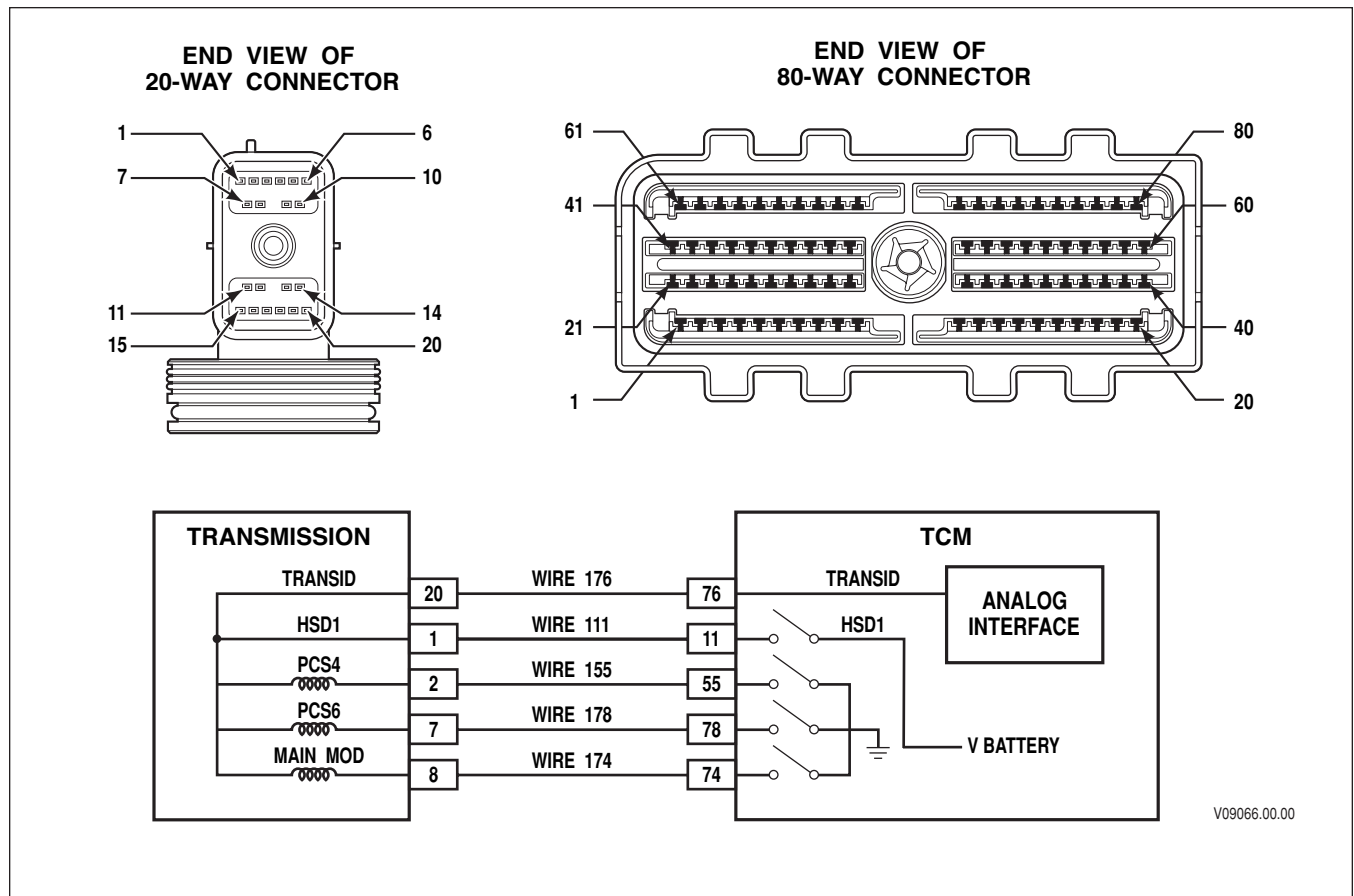 END VIEW OF
20-WAY CONNECTOR
1
6
7
10
11
14
15
20
END VIEW OF
80-WAY CONNECTOR
61
80
41
60
21
40
1
20
TRANSMISSION
TCM
TRANSID
20
WIRE 176
76
TRANSID
ANALOG
INTERFACE
HSD1
1
WIRE 111
11
HSD1
PCS4
2
WIRE 155
55
PCS6
7
WIRE 178
78
V BATTERY
MAIN MOD
8
WIRE 174
74
V09066.00.00